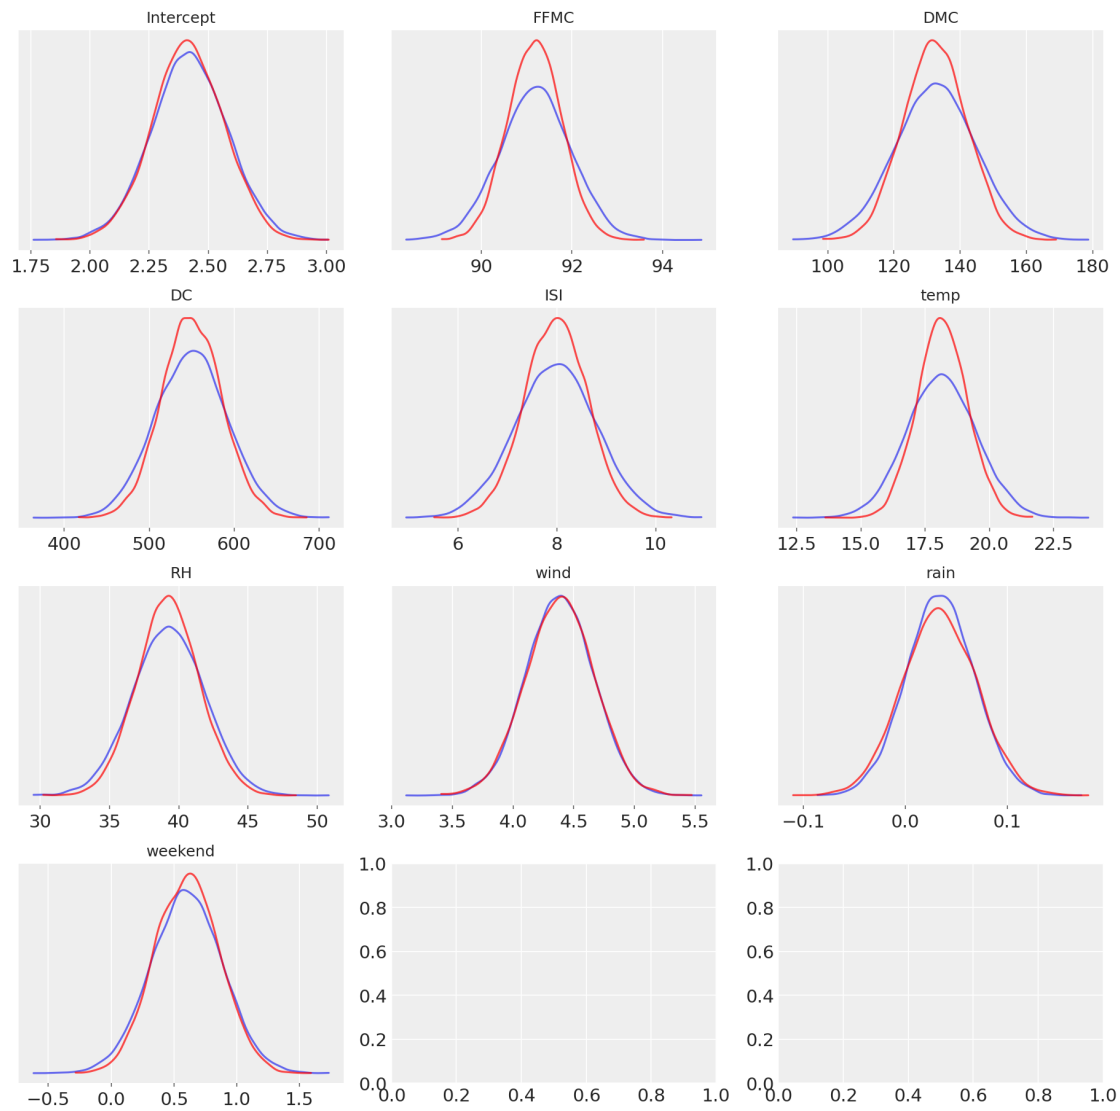 Intercept FFMC DMC
1.75 2.00 2.25 2.50 2.75 3.00 90 92 94 100 120 140 160 180
DC ISI temp
400 500 600 700 6 8 10 12.5 15.0 17.5 20.0 22.5
RH wind rain
30 35 40 45 50 3.0 3.5 4.0 4.5 5.0 5.5 −0.1 0.0 0.1
weekend
1.0 1.0
0.8 0.8
0.6 0.6
0.4 0.4
0.2 0.2
0.0 0.0
−0.5 0.0 0.5 1.0 1.5 0.0 0.2 0.4 0.6 0.8 1.0 0.0 0.2 0.4 0.6 0.8 1.0